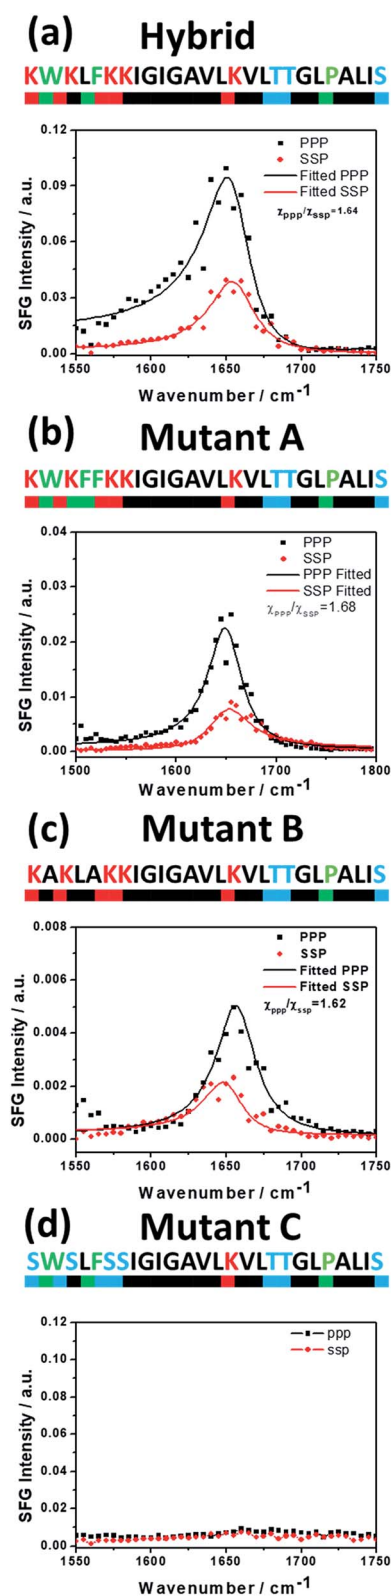 (a) Hybrid
KWKLFKKIGIGAVLKVLTTGLPALIS
0.12
PPP
SSP
Fitted PPP
Fitted SSP
χppp/χssp=1.64
0.09
0.06
0.03
0.00
SFG Intensity / a.u.
1550 1600 1650 1700 1750
Wavenumber / cm-1
(b) Mutant A
KWKFFKKIGIGAVLKVLTTGLPALIS
0.04
PPP
SSP
PPP Fitted
SSP Fitted
χPPP/χSSP=1.68
0.03
0.02
0.01
0.00
SFG Intensity / a.u.
1500 1600 1700 1800
Wavenumber / cm-1
(c) Mutant B
KAKLAKKIGIGAVLKVLTTGLPALIS
0.008
PPP
SSP
Fitted PPP
Fitted SSP
χppp/χssp=1.62
0.006
0.004
0.002
0.000
SFG Intensity / a.u.
1550 1600 1650 1700 1750
Wavenumber / cm-1
(d) Mutant C
SWSLFSSIGIGAVLKVLTTGLPALIS
0.12
ppp
ssp
0.10
0.08
0.06
0.04
0.02
0.00
SFG Intensity / a.u.
1550 1600 1650 1700 1750
Wavenumber / cm-1